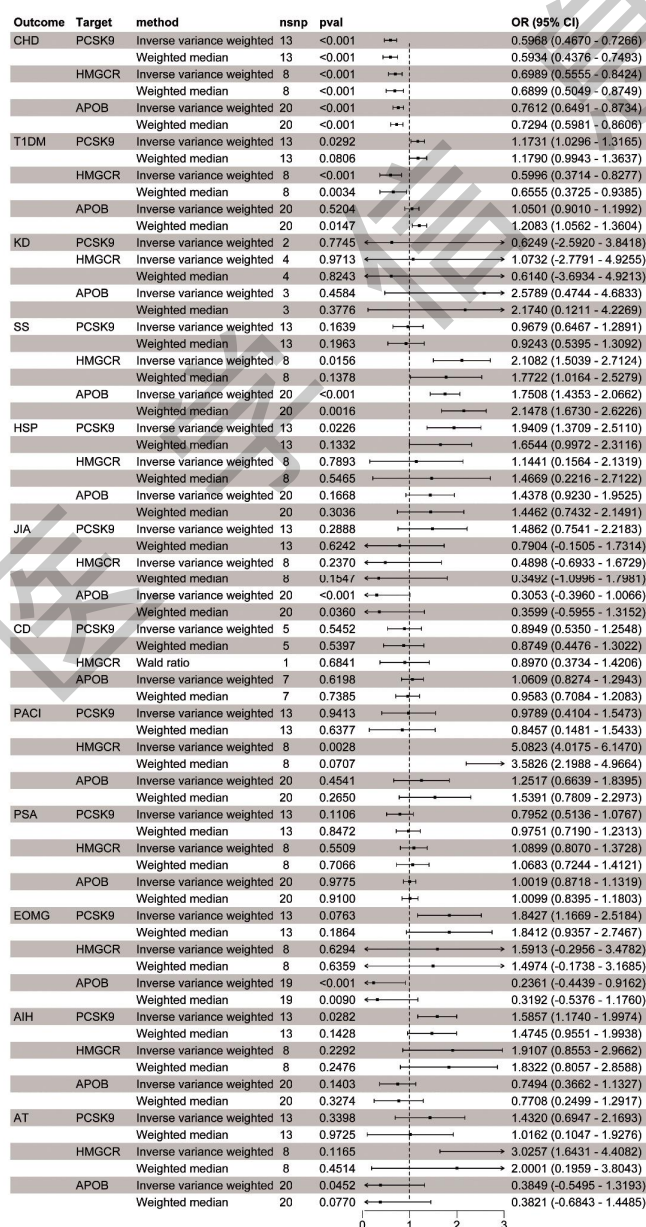 Outcome Target method nsnp pval OR (95% CI)
CHD PCSK9 Inverse variance weighted 13 <0.001 0.5968 (0.4670 - 0.7266)
Weighted median 13 <0.001 0.5934 (0.4376 - 0.7493)
HMGCR Inverse variance weighted 8 <0.001 0.6989 (0.5555 - 0.8424)
Weighted median 8 <0.001 0.6899 (0.5049 - 0.8749)
APOB Inverse variance weighted 20 <0.001 0.7612 (0.6491 - 0.8734)
Weighted median 20 <0.001 0.7294 (0.5981 - 0.8606)
T1DM PCSK9 Inverse variance weighted 13 0.0292 1.1731 (1.0296 - 1.3165)
Weighted median 13 0.0806 1.1790 (0.9943 - 1.3637)
HMGCR Inverse variance weighted 8 <0.001 0.5996 (0.3714 - 0.8277)
Weighted median 8 0.0034 0.6555 (0.3725 - 0.9385)
APOB Inverse variance weighted 20 0.5204 1.0501 (0.9010 - 1.1992)
Weighted median 20 0.0147 1.2083 (1.0562 - 1.3604)
KD PCSK9 Inverse variance weighted 2 0.7745 0.6249 (-2.5920 - 3.8418)
HMGCR Inverse variance weighted 4 0.9713 1.0732 (-2.7791 - 4.9255)
Weighted median 4 0.8243 0.6140 (-3.6934 - 4.9213)
APOB Inverse variance weighted 3 0.4584 2.5789 (0.4744 - 4.6833)
Weighted median 3 0.3776 2.1740 (0.1211 - 4.2269)
SS PCSK9 Inverse variance weighted 13 0.1639 0.9679 (0.6467 - 1.2891)
Weighted median 13 0.1963 0.9243 (0.5395 - 1.3092)
HMGCR Inverse variance weighted 8 0.0156 2.1082 (1.5039 - 2.7124)
Weighted median 8 0.1378 1.7722 (1.0164 - 2.5279)
APOB Inverse variance weighted 20 <0.001 1.7508 (1.4353 - 2.0662)
Weighted median 20 0.0016 2.1478 (1.6730 - 2.6226)
HSP PCSK9 Inverse variance weighted 13 0.0226 1.9409 (1.3709 - 2.5110)
Weighted median 13 0.1332 1.6544 (0.9972 - 2.3116)
HMGCR Inverse variance weighted 8 0.7893 1.1441 (0.1564 - 2.1319)
Weighted median 8 0.5465 1.4669 (0.2216 - 2.7122)
APOB Inverse variance weighted 20 0.1668 1.4378 (0.9230 - 1.9525)
Weighted median 20 0.3036 1.4462 (0.7432 - 2.1491)
JIA PCSK9 Inverse variance weighted 13 0.2888 1.4862 (0.7541 - 2.2183)
Weighted median 13 0.6242 0.7904 (-0.1505 - 1.7314)
HMGCR Inverse variance weighted 8 0.2370 0.4898 (-0.6933 - 1.6729)
Weighted median 8 0.1547 0.3492 (-1.0996 - 1.7981)
APOB Inverse variance weighted 20 <0.001 0.3053 (-0.3960 - 1.0066)
Weighted median 20 0.0360 0.3599 (-0.5955 - 1.3152)
CD PCSK9 Inverse variance weighted 5 0.5452 0.8949 (0.5350 - 1.2548)
Weighted median 5 0.5397 0.8749 (0.4476 - 1.3022)
HMGCR Wald ratio 1 0.6841 0.8970 (0.3734 - 1.4206)
APOB Inverse variance weighted 7 0.6198 1.0609 (0.8274 - 1.2943)
Weighted median 7 0.7385 0.9583 (0.7084 - 1.2083)
PACI PCSK9 Inverse variance weighted 13 0.9413 0.9789 (0.4104 - 1.5473)
Weighted median 13 0.6377 0.8457 (0.1481 - 1.5433)
HMGCR Inverse variance weighted 8 0.0028 5.0823 (4.0175 - 6.1470)
Weighted median 8 0.0707 3.5826 (2.1988 - 4.9664)
APOB Inverse variance weighted 20 0.4541 1.2517 (0.6639 - 1.8395)
Weighted median 20 0.2650 1.5391 (0.7809 - 2.2973)
PSA PCSK9 Inverse variance weighted 13 0.1106 0.7952 (0.5136 - 1.0767)
Weighted median 13 0.8472 0.9751 (0.7190 - 1.2313)
HMGCR Inverse variance weighted 8 0.5509 1.0899 (0.8070 - 1.3728)
Weighted median 8 0.7066 1.0683 (0.7244 - 1.4121)
APOB Inverse variance weighted 20 0.9775 1.0019 (0.8718 - 1.1319)
Weighted median 20 0.9100 1.0099 (0.8395 - 1.1803)
EOMG PCSK9 Inverse variance weighted 13 0.0763 1.8427 (1.1669 - 2.5184)
Weighted median 13 0.1864 1.8412 (0.9357 - 2.7467)
HMGCR Inverse variance weighted 8 0.6294 1.5913 (-0.2956 - 3.4782)
Weighted median 8 0.6359 1.4974 (-0.1738 - 3.1685)
APOB Inverse variance weighted 19 <0.001 0.2361 (-0.4439 - 0.9162)
Weighted median 19 0.0090 0.3192 (-0.5376 - 1.1760)
AIH PCSK9 Inverse variance weighted 13 0.0282 1.5857 (1.1740 - 1.9974)
Weighted median 13 0.1428 1.4745 (0.9551 - 1.9938)
HMGCR Inverse variance weighted 8 0.2292 1.9107 (0.8553 - 2.9662)
Weighted median 8 0.2476 1.8322 (0.8057 - 2.8588)
APOB Inverse variance weighted 20 0.1403 0.7494 (0.3662 - 1.1327)
Weighted median 20 0.3274 0.7708 (0.2499 - 1.2917)
AT PCSK9 Inverse variance weighted 13 0.3398 1.4320 (0.6947 - 2.1693)
Weighted median 13 0.9725 1.0162 (0.1047 - 1.9276)
HMGCR Inverse variance weighted 8 0.1165 3.0257 (1.6431 - 4.4082)
Weighted median 8 0.4514 2.0001 (0.1959 - 3.8043)
APOB Inverse variance weighted 20 0.0452 0.3849 (-0.5495 - 1.3193)
Weighted median 20 0.0770 0.3821 (-0.6843 - 1.4485)
0 1 2 3
医学信